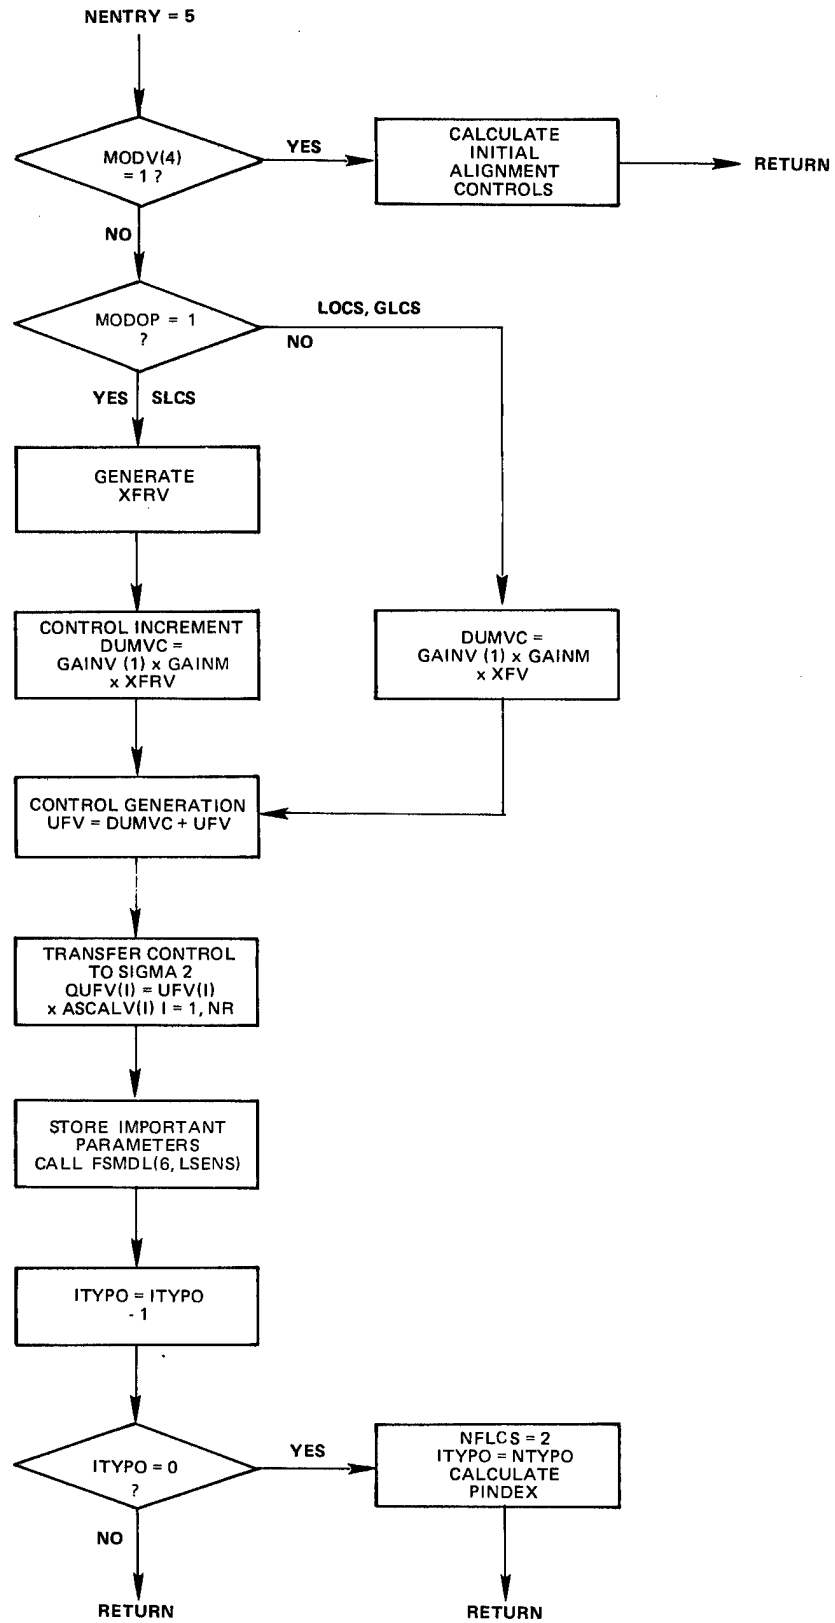 NENTRY = 5
MODV(4)
= 1 ?
YES
CALCULATE
INITIAL
ALIGNMENT
CONTROLS
RETURN
NO
MODOP = 1
?
LOCS, GLCS
NO
YES SLCS
GENERATE
XFRV
CONTROL INCREMENT
DUMVC =
GAINV (1) x GAINM
x XFRV
DUMVC =
GAINV (1) x GAINM
x XFV
CONTROL GENERATION
UFV = DUMVC + UFV
TRANSFER CONTROL
TO SIGMA 2
QUFV(I) = UFV(I)
x ASCALV(I) I = 1, NR
STORE IMPORTANT
PARAMETERS
CALL FSMDL(6, LSENS)
ITYPO = ITYPO
- 1
ITYPO = 0
?
YES
NFLCS = 2
ITYPO = NTYPO
CALCULATE
PINDEX
NO
RETURN
RETURN